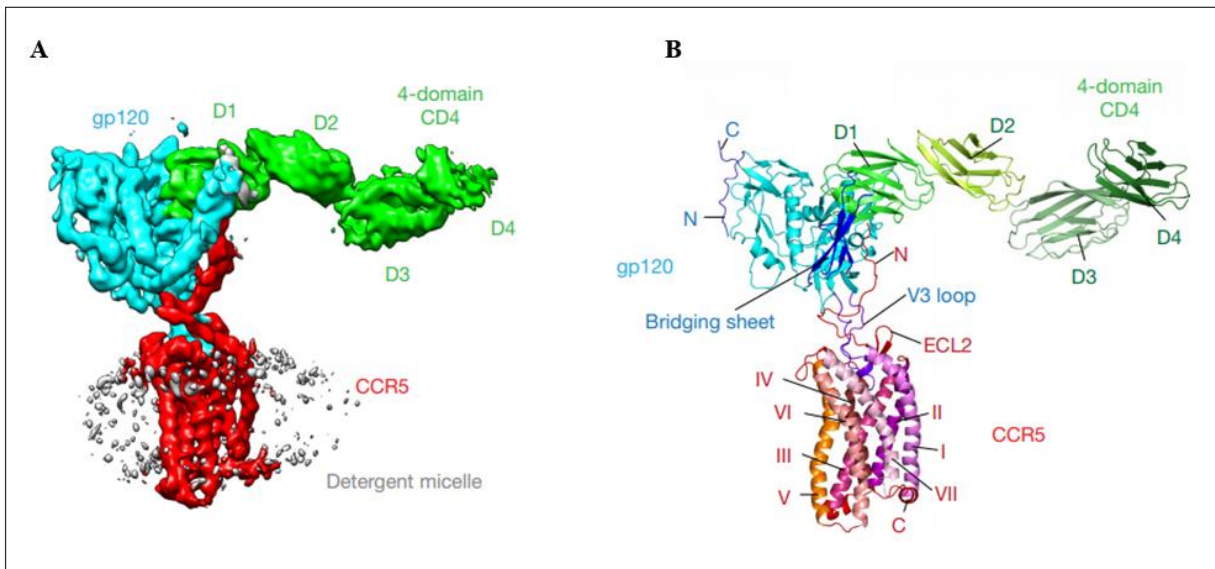 A
gp120
D1
D2
4-domain
CD4
D4
D3
CCR5
Detergent micelle
B
C
N
gp120
Bridging sheet
D1
D2
4-domain
CD4
D4
D3
N
V3 loop
ECL2
IV
VI
III
V
II
I
VII
C
CCR5